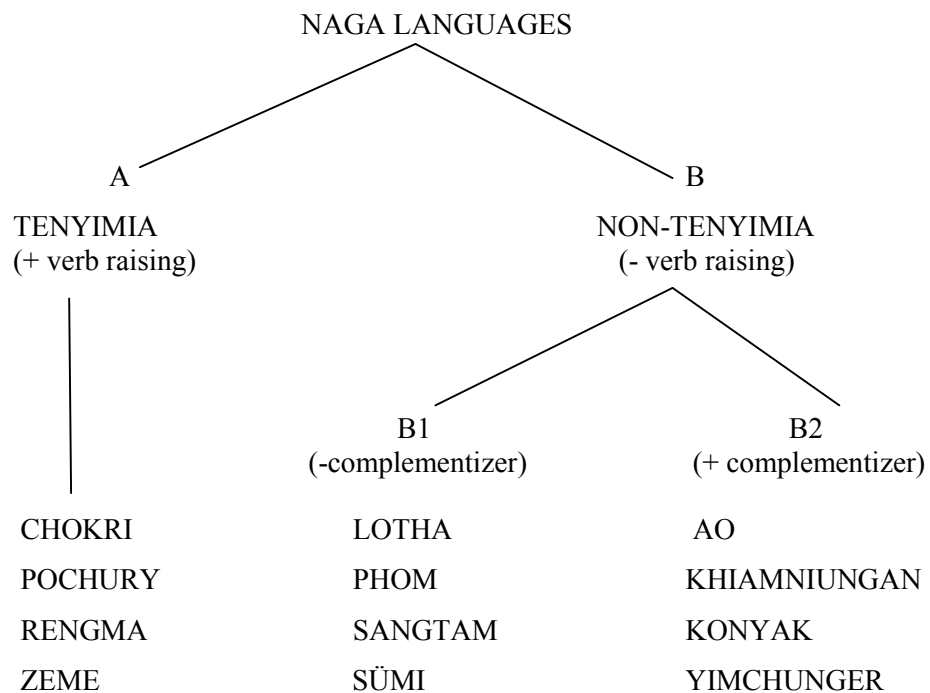 NAGA LANGUAGES
A B
TENYIMIA NON-TENYIMIA
(+ verb raising) (- verb raising)
B1 B2
(-complementizer) (+ complementizer)
CHOKRI LOTHA AO
POCHURY PHOM KHIAMNIUNGAN
RENGMA SANGTAM KONYAK
ZEME SÜMI YIMCHUNGER